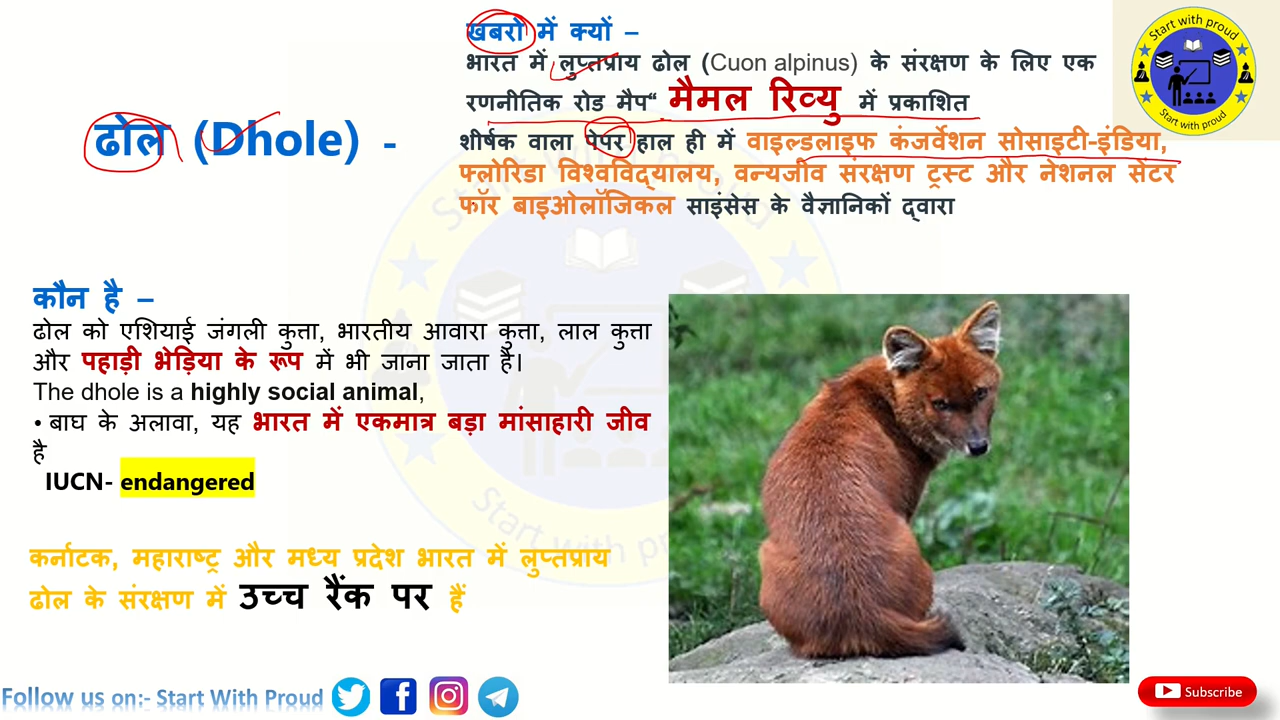 खबरों में क्यों –
भारत में लुप्तप्राय ढोल (Cuon alpinus) के संरक्षण के लिए एक
रणनीतिक रोड मैप“ मैमल रिव्यु में प्रकाशित
शीर्षक वाला पेपर हाल ही में वाइल्डलाइफ कंजर्वेशन सोसाइटी-इंडिया,
फ्लोरिडा विश्वविद्यालय, वन्यजीव संरक्षण ट्रस्ट और नेशनल सेंटर
फॉर बाइओलॉजिकल साइंसेस के वैज्ञानिकों द्वारा
ढोल (Dhole) -
Start with proud
Start with proud
कौन है –
ढोल को एशियाई जंगली कुत्ता, भारतीय आवारा कुत्ता, लाल कुत्ता
और पहाड़ी भेड़िया के रूप में भी जाना जाता है।
The dhole is a highly social animal,
• बाघ के अलावा, यह भारत में एकमात्र बड़ा मांसाहारी जीव
है
IUCN- endangered
कर्नाटक, महाराष्ट्र और मध्य प्रदेश भारत में लुप्तप्राय
ढोल के संरक्षण में उच्च रैंक पर हैं
Follow us on:- Start With Proud
Subscribe